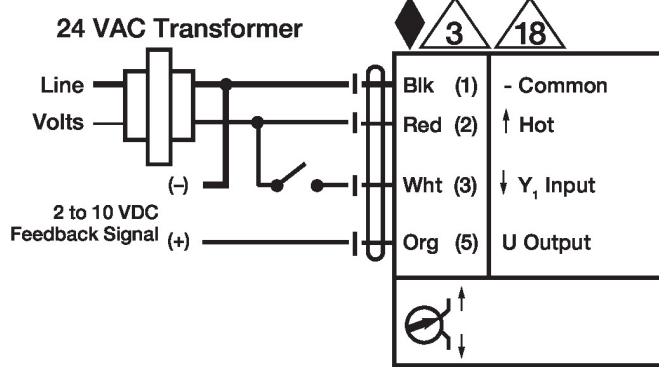 24 VAC Transformer
3 18
Line
Volts
Blk (1) - Common
Red (2) Hot
(–)
Wht (3) Y₁ Input
2 to 10 VDC
Feedback Signal (+)
Org (5) U Output